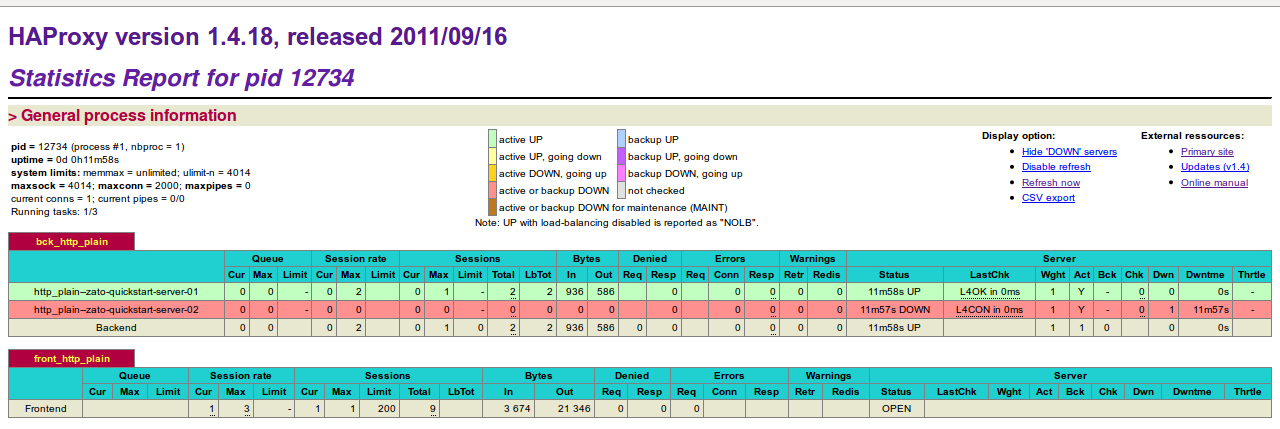 HAProxy version 1.4.18, released 2011/09/16
Statistics Report for pid 12734
> General process information
pid = 12734 (process #1, nbproc = 1)
uptime = 0d 0h11m58s
system limits: memmax = unlimited; ulimit-n = 4014
maxsock = 4014; maxconn = 2000; maxpipes = 0
current conns = 1; current pipes = 0/0
Running tasks: 1/3
active UP backup UP
active UP, going down backup UP, going down
active DOWN, going up backup DOWN, going up
active or backup DOWN not checked
active or backup DOWN for maintenance (MAINT)
Note: UP with load-balancing disabled is reported as "NOLB".
Display option:
• Hide 'DOWN' servers
• Disable refresh
• Refresh now
• CSV export
External ressources:
• Primary site
• Updates (v1.4)
• Online manual
bck_http_plain
Queue Session rate Sessions Bytes Denied Errors Warnings Server
Cur Max Limit Cur Max Limit Cur Max Limit Total LbTot In Out Req Resp Req Conn Resp Retr Redis Status LastChk Wght Act Bck Chk Dwn Dwntme Thrtle
http_plain--zato-quickstart-server-01 0 0 - 0 2 0 1 - 2 2 936 586 0 0 0 0 0 11m58s UP L4OK in 0ms 1 Y - 0 0 0s -
http_plain--zato-quickstart-server-02 0 0 - 0 0 0 0 - 0 0 0 0 0 0 0 0 0 11m57s DOWN L4CON in 0ms 1 Y - 0 1 11m57s -
Backend 0 0 0 2 0 1 0 2 2 936 586 0 0 0 0 0 0 11m58s UP 1 1 0 0 0s
front_http_plain
Queue Session rate Sessions Bytes Denied Errors Warnings Server
Cur Max Limit Cur Max Limit Cur Max Limit Total LbTot In Out Req Resp Req Conn Resp Retr Redis Status LastChk Wght Act Bck Chk Dwn Dwntme Thrtle
Frontend 1 3 - 1 1 200 9 3 674 21 346 0 0 0 OPEN